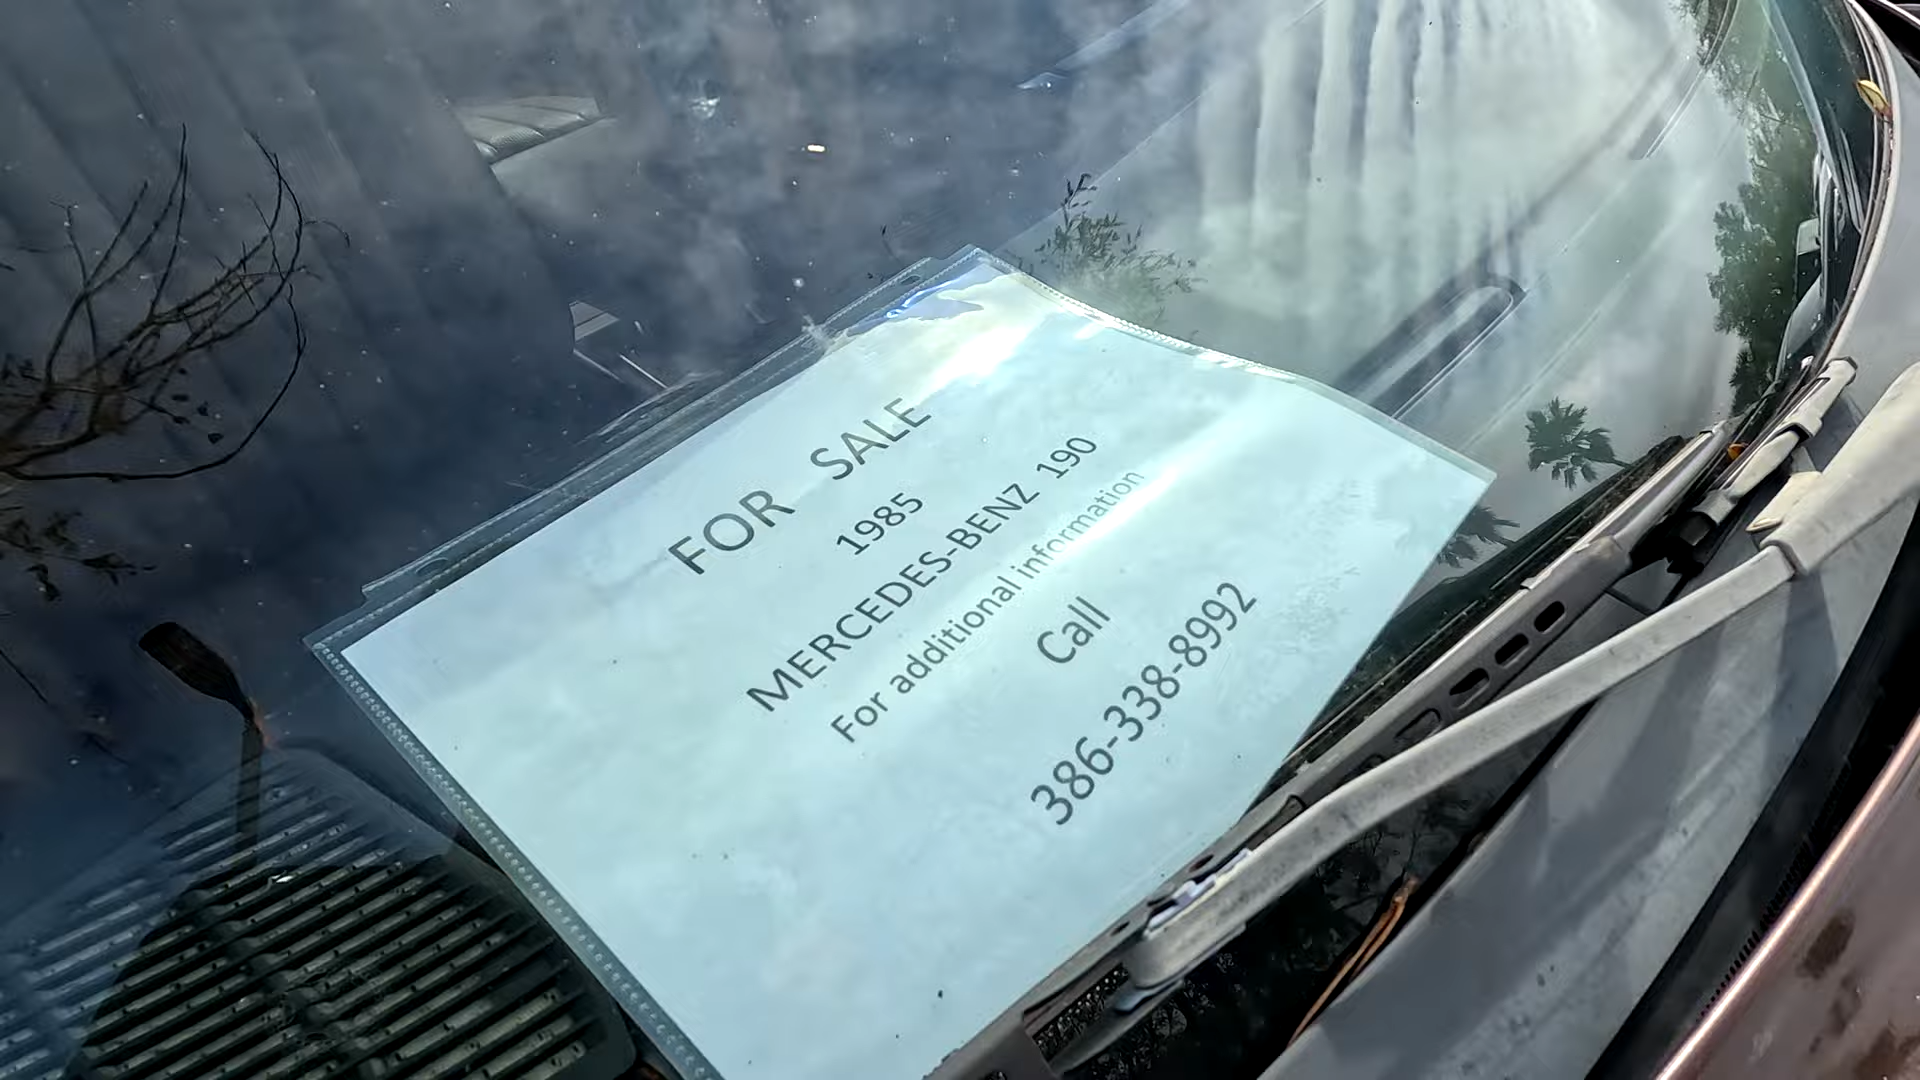 FOR SALE
1985
MERCEDES-BENZ 190
For additional information
Call
386-338-8992